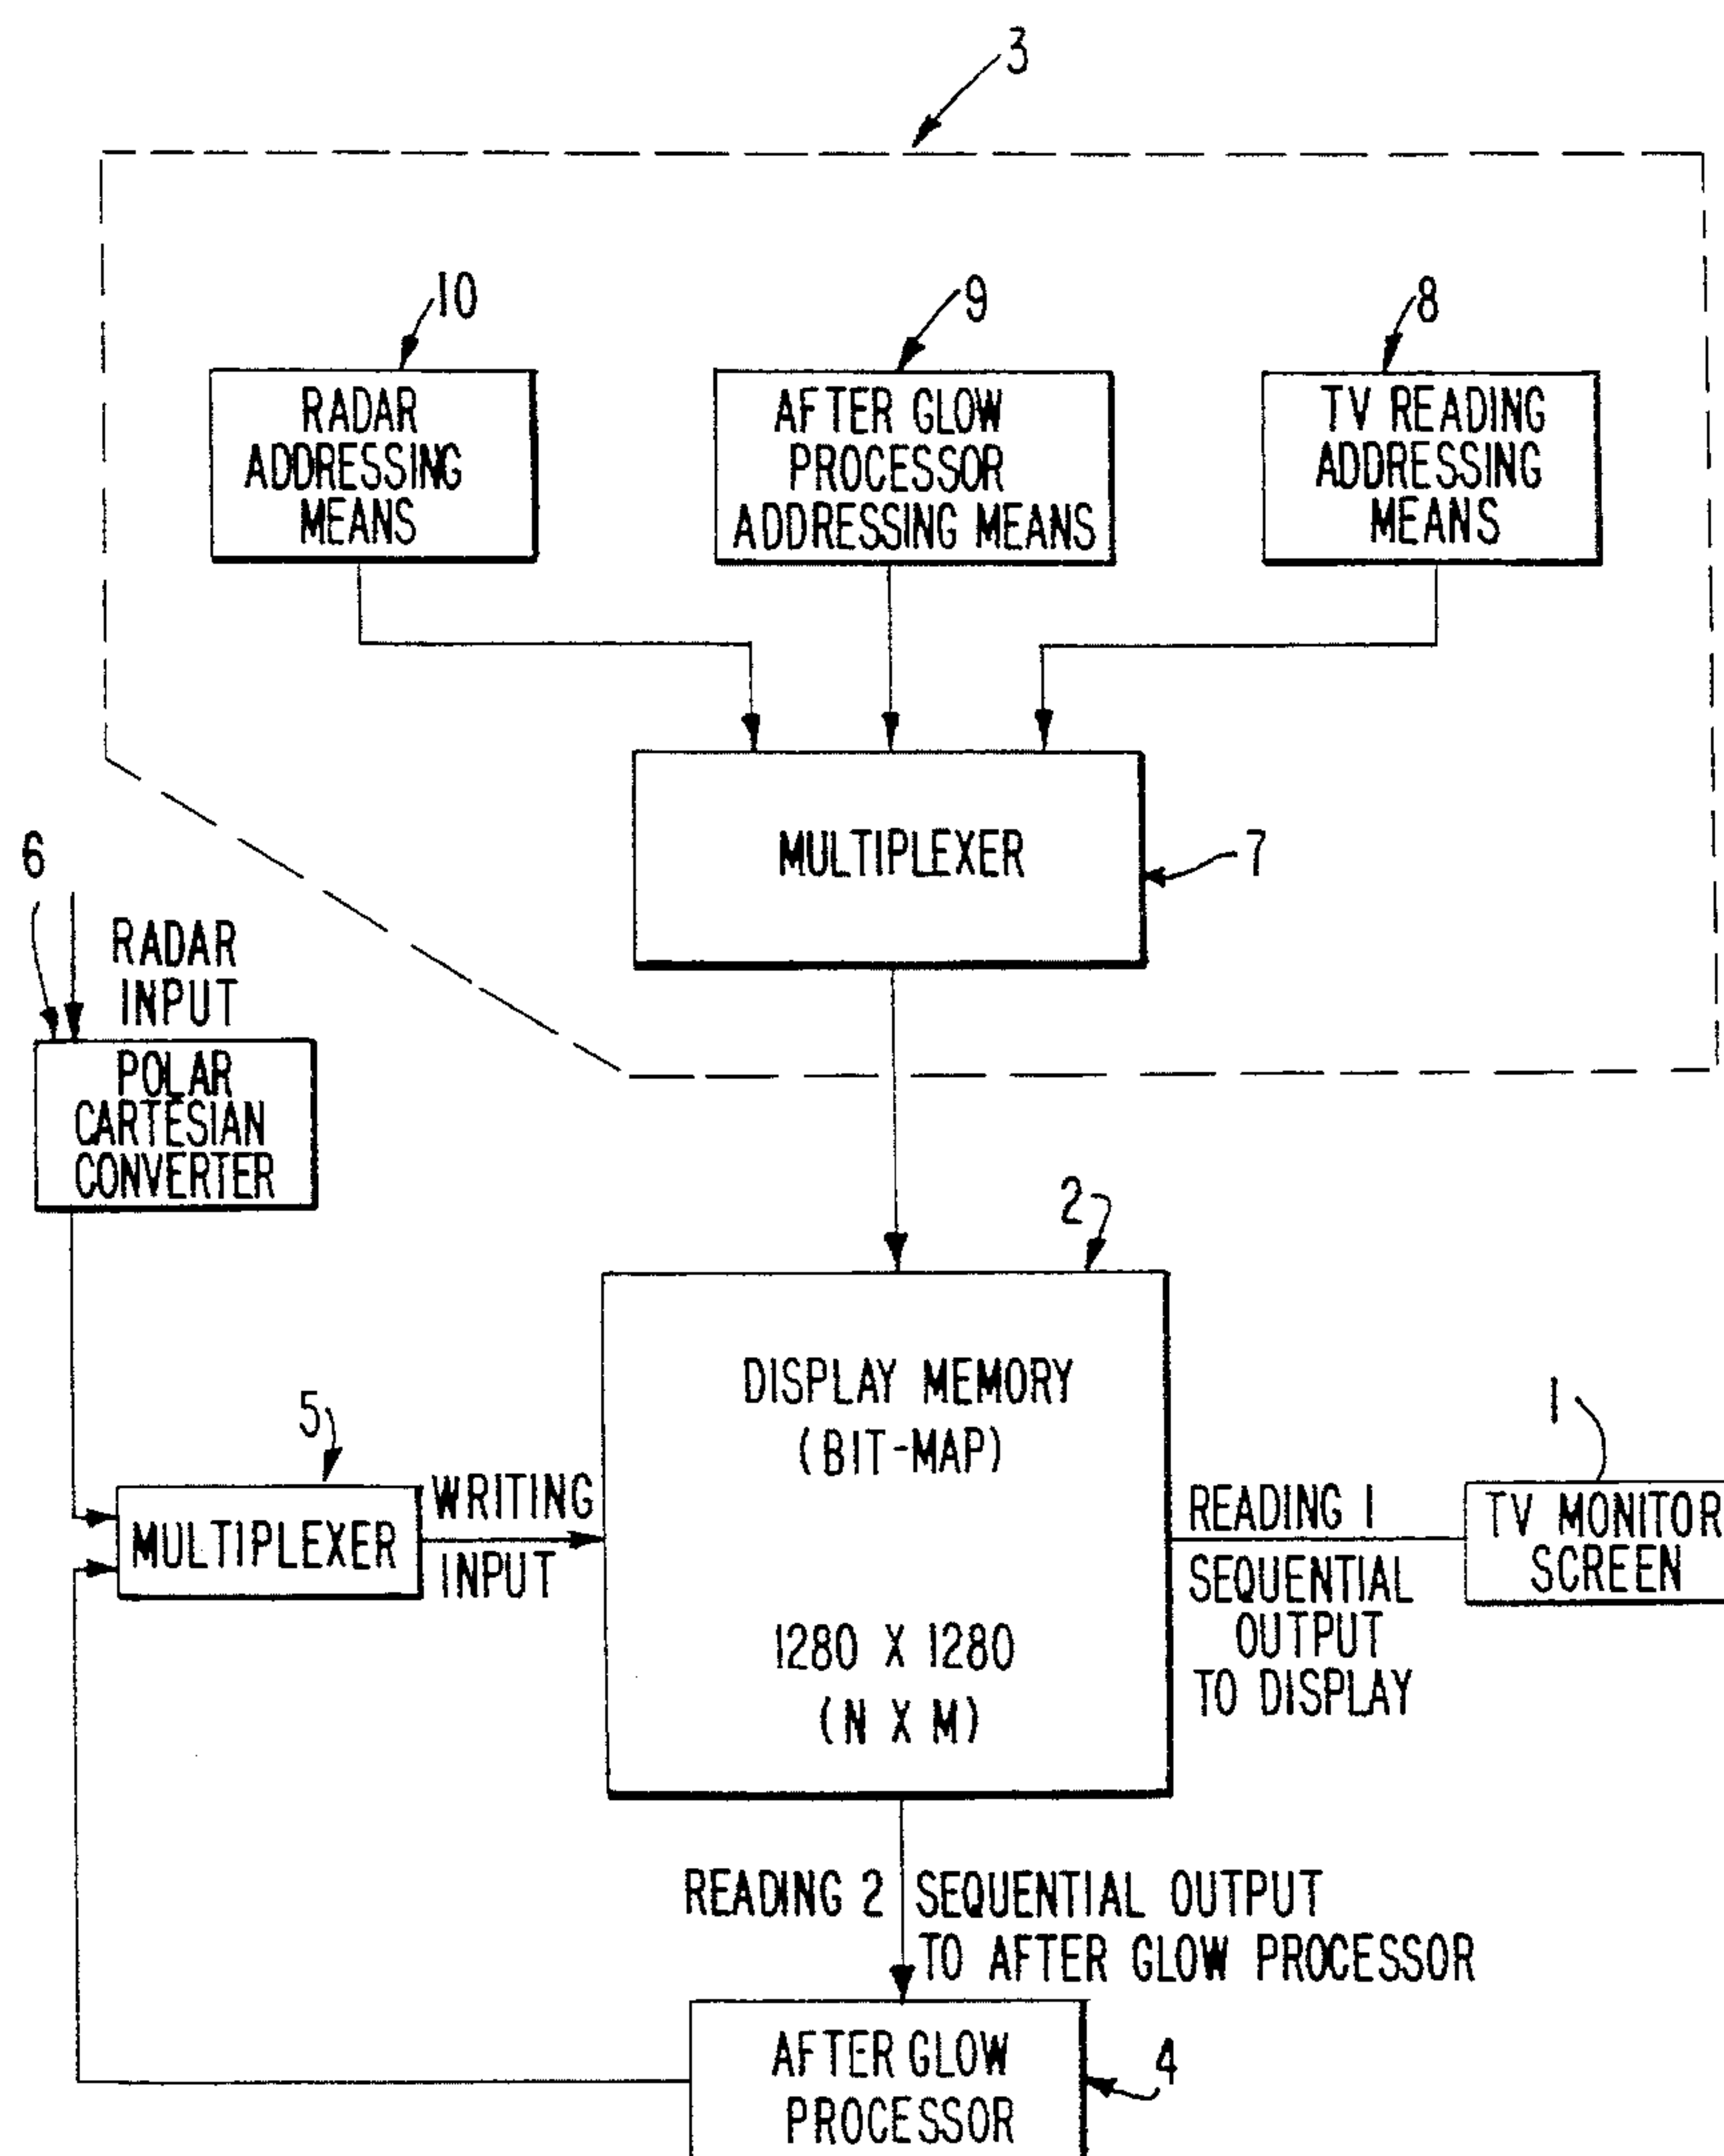 3
10
9
8
RADAR
ADDRESSING
MEANS
AFTER GLOW
PROCESSOR
ADDRESSING MEANS
TV READING
ADDRESSING
MEANS
MULTIPLEXER
7
6
RADAR
INPUT
POLAR
CARTESIAN
CONVERTER
2
DISPLAY MEMORY
(BIT-MAP)
1280 X 1280
(N X M)
5
MULTIPLEXER
WRITING
INPUT
READING 1
SEQUENTIAL
OUTPUT
TO DISPLAY
1
TV MONITOR
SCREEN
READING 2 SEQUENTIAL OUTPUT
TO AFTER GLOW PROCESSOR
AFTER GLOW
PROCESSOR
4